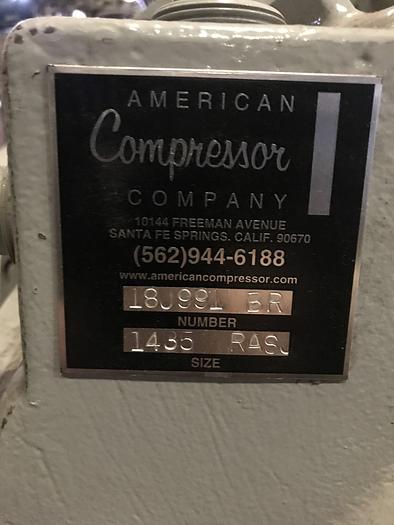 AMERICAN
Compressor
COMPANY
10144 FREEMAN AVENUE
SANTA FE SPRINGS. CALIF. 90670
(562)944-6188
www.americancompressor.com
18J991 BR
NUMBER
1435 RASJ
SIZE